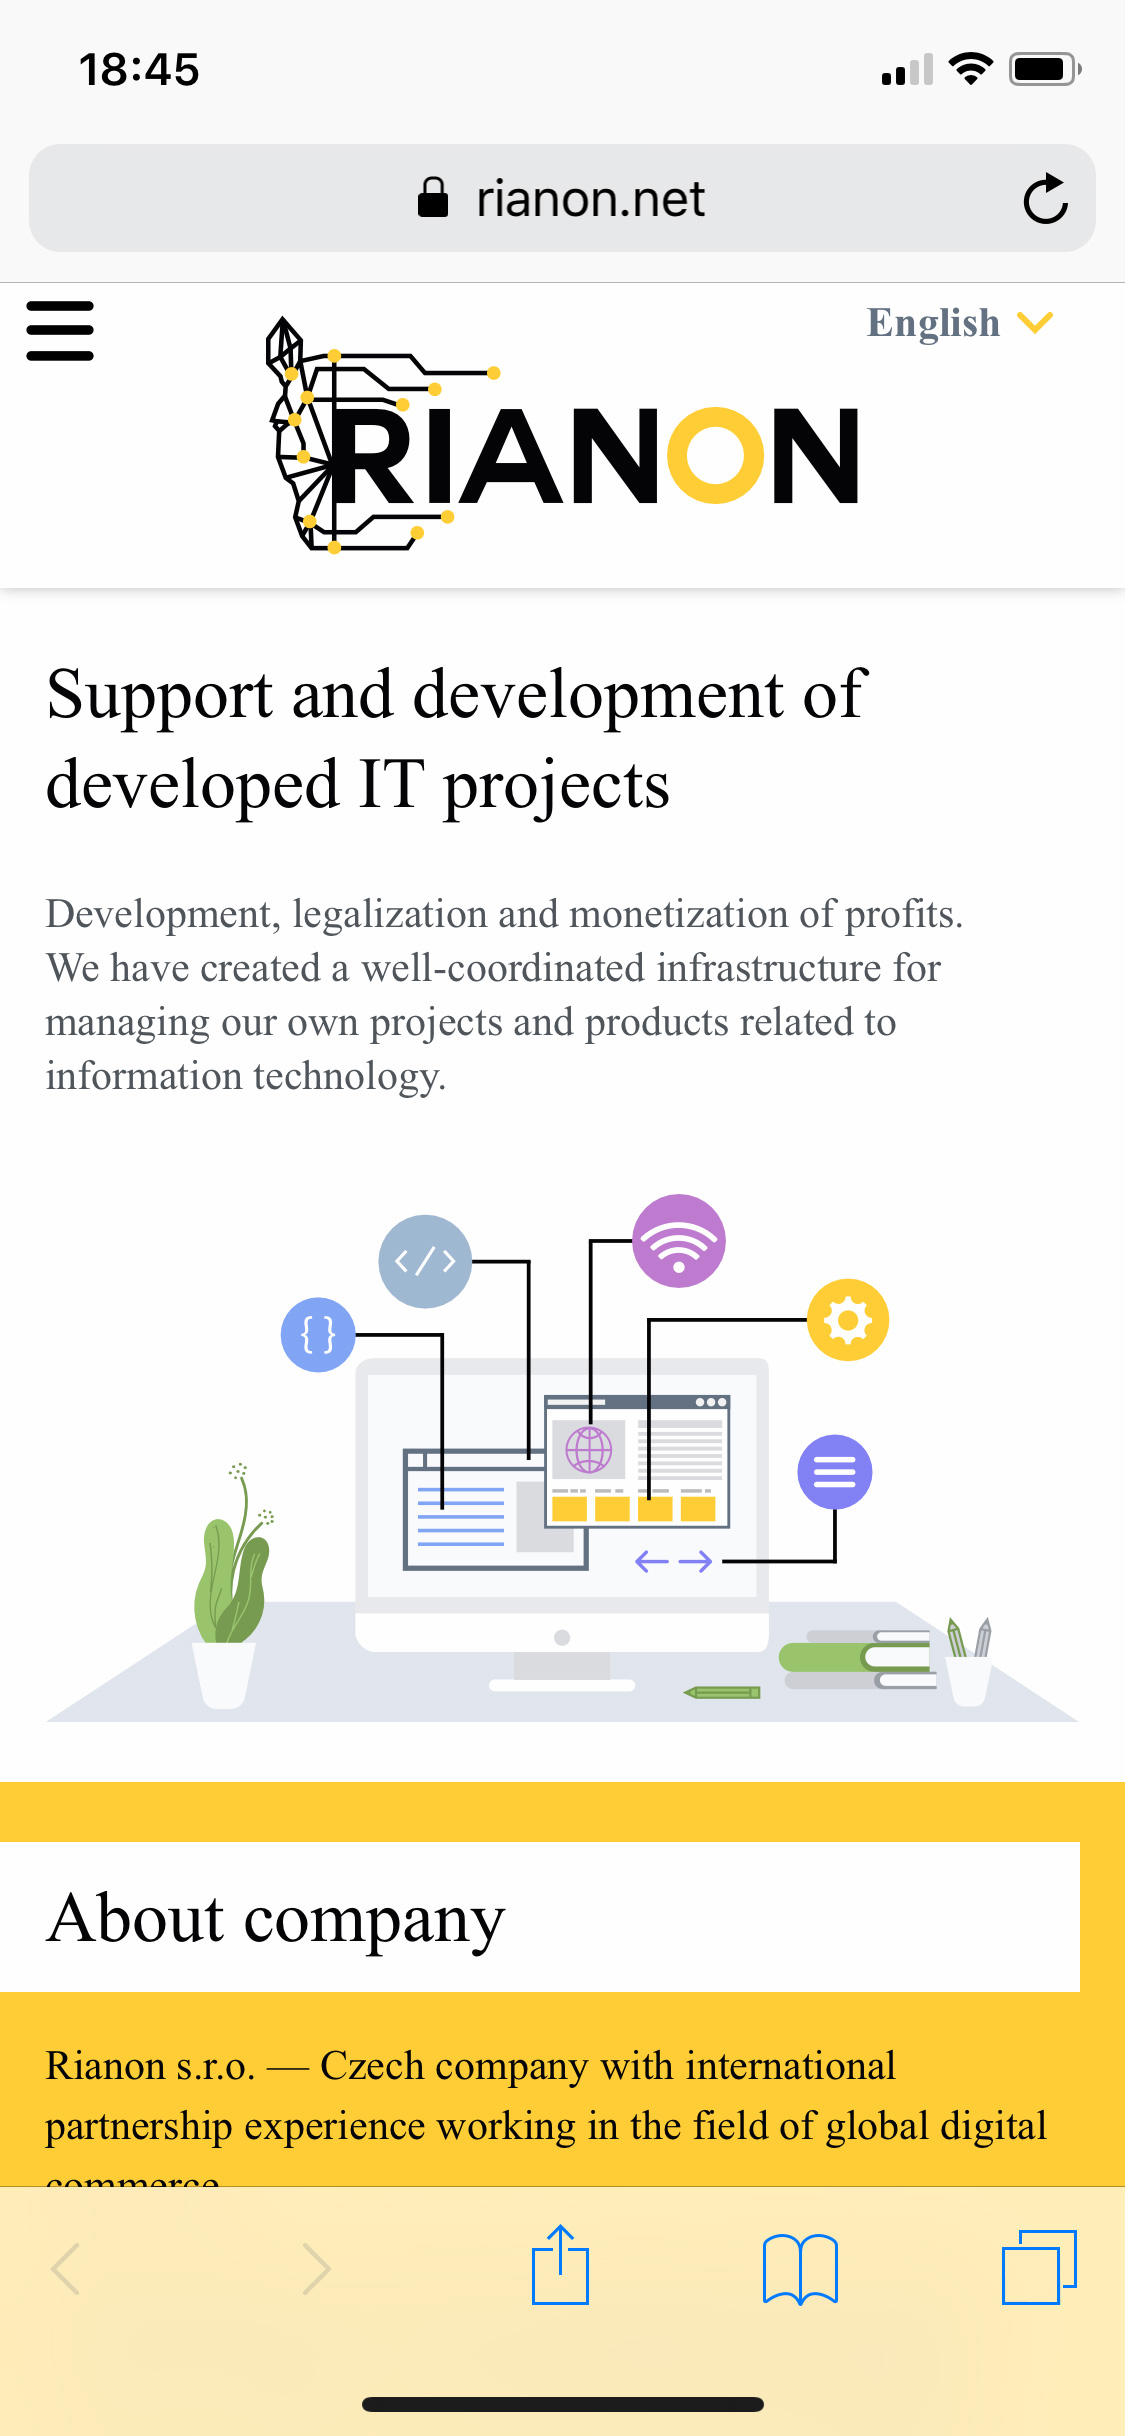 18:45
rianon.net
English
RIANON
Support and development of
developed IT projects
Development, legalization and monetization of profits.
We have created a well-coordinated infrastructure for
managing our own projects and products related to
information technology.
</>
{ }
About company
Rianon s.r.o. — Czech company with international
partnership experience working in the field of global digital
commerce